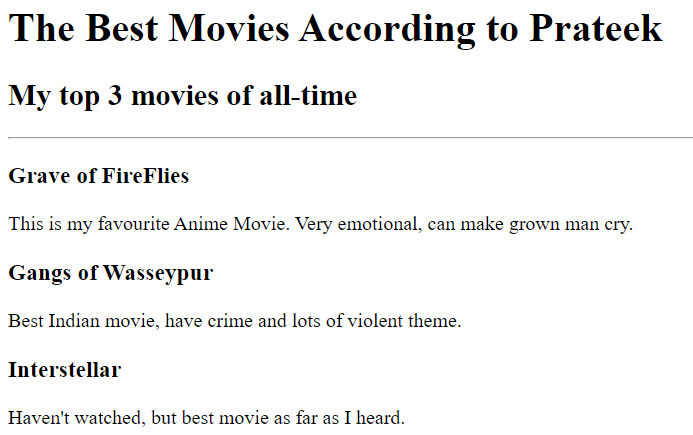 The Best Movies According to Prateek
My top 3 movies of all-time
Grave of FireFlies
This is my favourite Anime Movie. Very emotional, can make grown man cry.
Gangs of Wasseypur
Best Indian movie, have crime and lots of violent theme.
Interstellar
Haven't watched, but best movie as far as I heard.